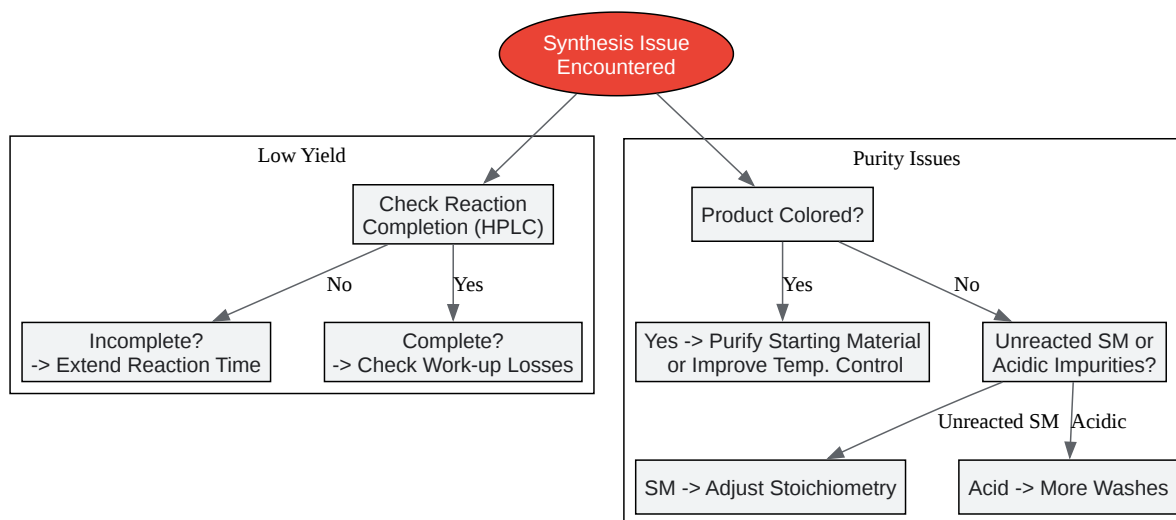 Synthesis Issue
Encountered
Low Yield
Purity Issues
Check Reaction
Completion (HPLC)
Product Colored?
No
Yes
Yes
No
Incomplete?
-> Extend Reaction Time
Complete?
-> Check Work-up Losses
Yes -> Purify Starting Material
or Improve Temp. Control
Unreacted SM or
Acidic Impurities?
Unreacted SM
Acidic
SM -> Adjust Stoichiometry
Acid -> More Washes